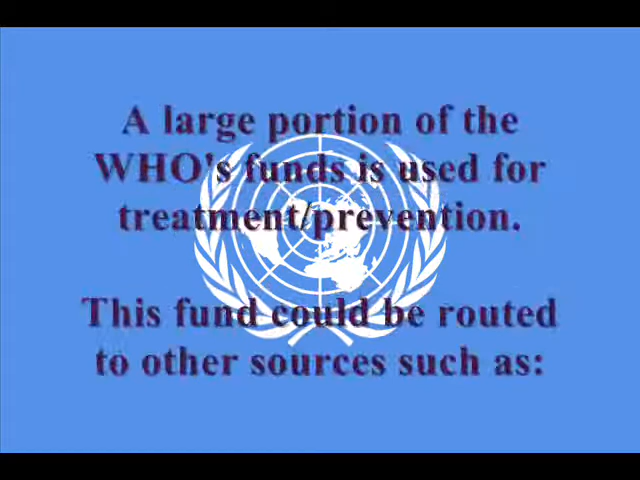 A large portion of the
WHO's funds is used for
treatment/prevention.
This fund could be routed
to other sources such as: